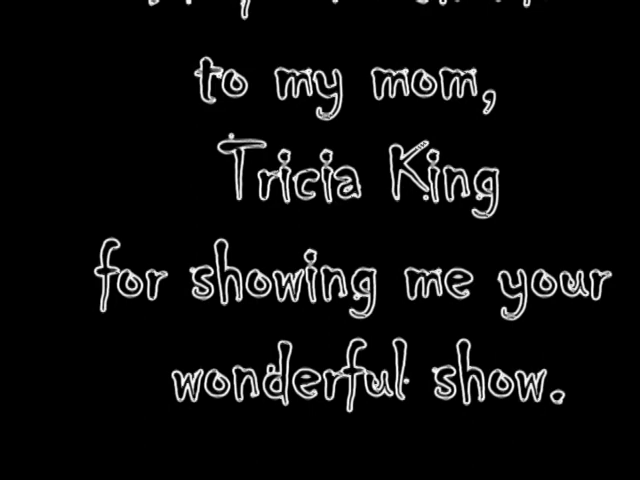 to my mom,
Tricia King
for showing me your
wonderful show.